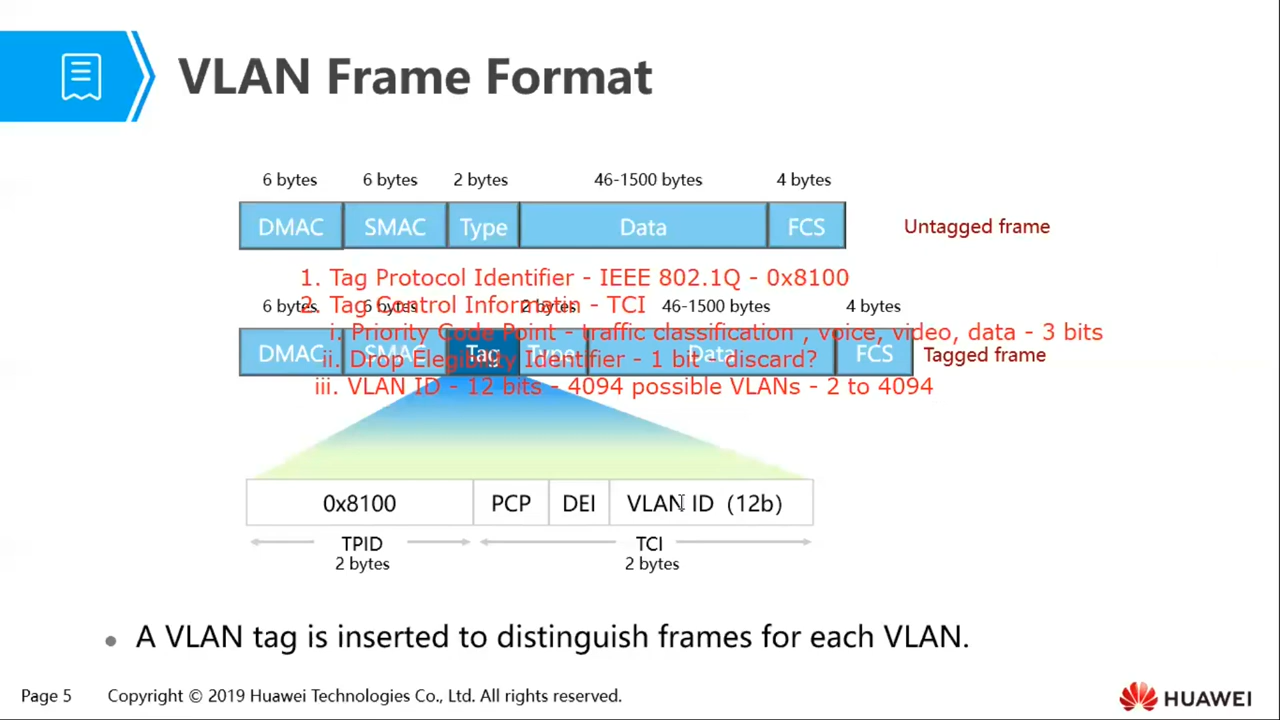 VLAN Frame Format
6 bytes 6 bytes 2 bytes 46-1500 bytes 4 bytes
DMAC SMAC Type Data FCS Untagged frame
1. Tag Protocol Identifier - IEEE 802.1Q - 0x8100
2. Tag Control Informatin - TCI
6 bytes 6 bytes 2 bytes 46-1500 bytes 4 bytes
i. Priority Code Point - traffic classification , voice, video, data - 3 bits
DMAC SMAC Tag Type Data FCS Tagged frame
ii. Drop Elegibility Identifier - 1 bit - discard?
iii. VLAN ID - 12 bits - 4094 possible VLANs - 2 to 4094
0x8100 PCP DEI VLAN ID (12b)
TPID TCI
2 bytes 2 bytes
• A VLAN tag is inserted to distinguish frames for each VLAN.
Page 5 Copyright © 2019 Huawei Technologies Co., Ltd. All rights reserved.
HUAWEI